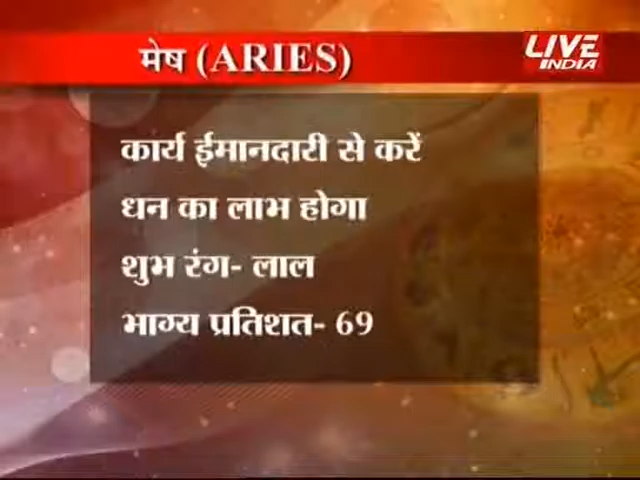 मेष (ARIES)
LIVE
INDIA
कार्य ईमानदारी से करें
धन का लाभ होगा
शुभ रंग- लाल
भाग्य प्रतिशत- 69